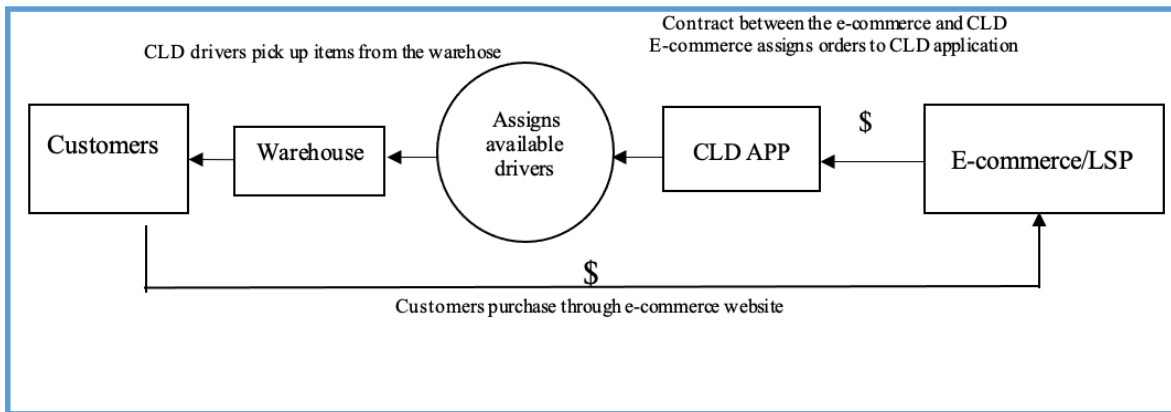 Contract between the e-commerce and CLD
E-commerce assigns orders to CLD application
CLD drivers pick up items from the warehose
Customers
Warehouse
Assigns
available
drivers
CLD APP
$
E-commerce/LSP
$
Customers purchase through e-commerce website